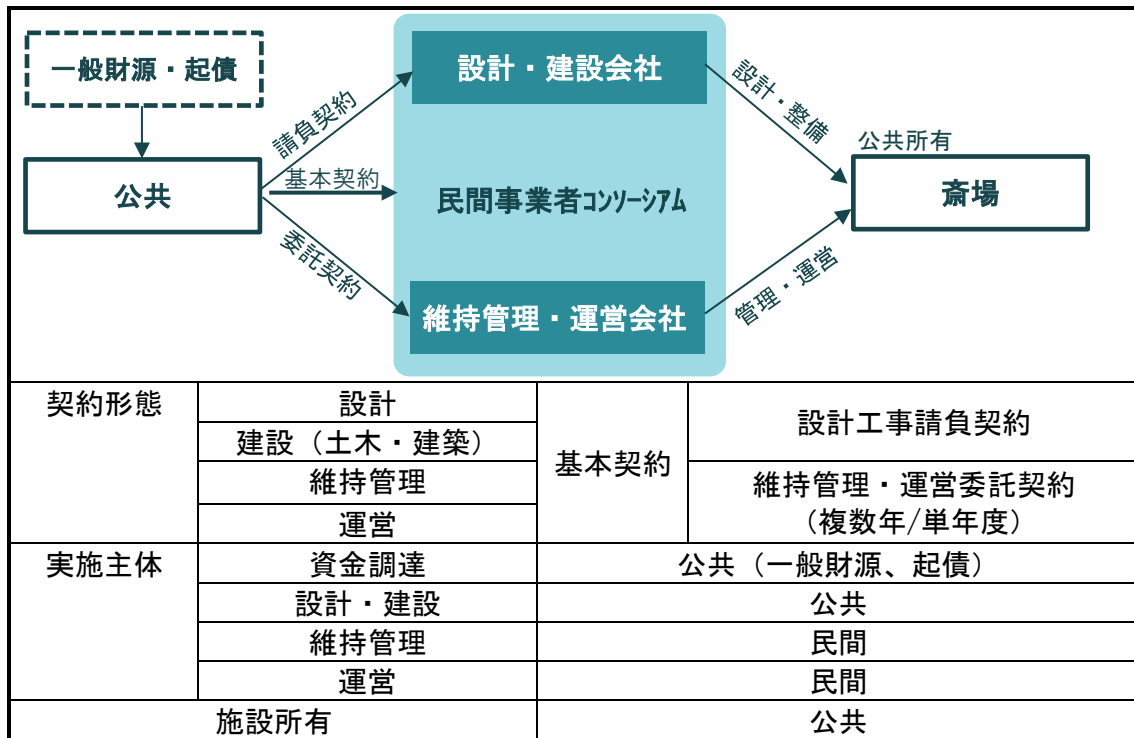 一般財源・起債
設計・建設会社
請負契約
設計・整備
公共所有
公共
基本契約
民間事業者ｺﾝｿｰｼｱﾑ
斎場
委託契約
維持管理・運営会社
管理・運営
契約形態
設計
建設（土木・建築）
維持管理
運営
基本契約
設計工事請負契約
維持管理・運営委託契約
（複数年/単年度）
実施主体
資金調達
公共（一般財源、起債）
設計・建設
公共
維持管理
民間
運営
民間
施設所有
公共